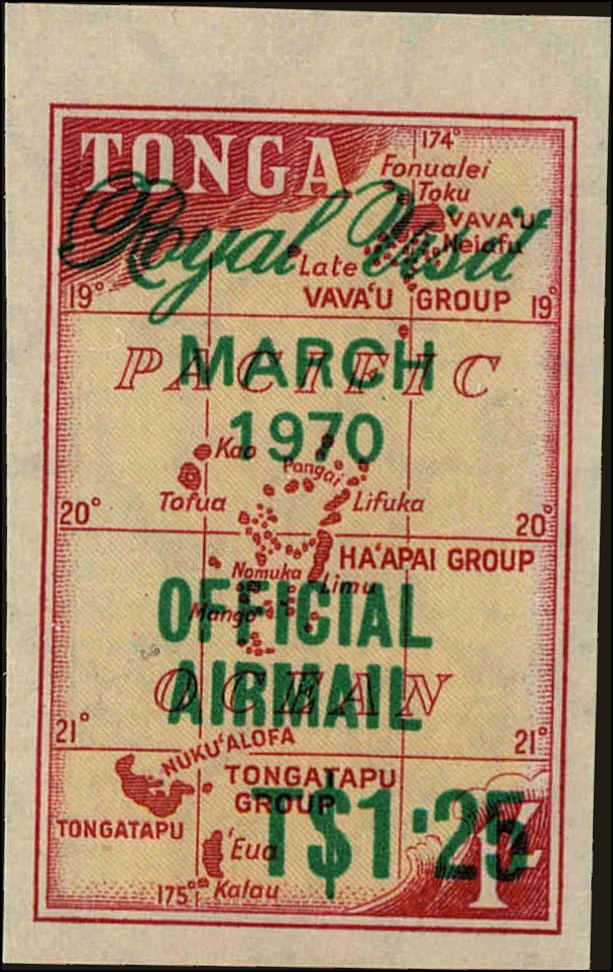 TONGA
174°
Fonualei
Toku
VAVA'U
Royal Visit
Neiafu
Late
VAVA'U GROUP
19°
19°
PACIFIC
MARCH
1970
Kao
Pangai
Tofua
Lifuka
20°
20°
HA'APAI GROUP
Nomuka
Limu
Mango
OFFICIAL
OCEAN
AIRMAIL
21°
21°
NUKU'ALOFA
TONGATAPU
GROUP
T$1·25
TONGATAPU
'Eua
1/-
175°
Kalau